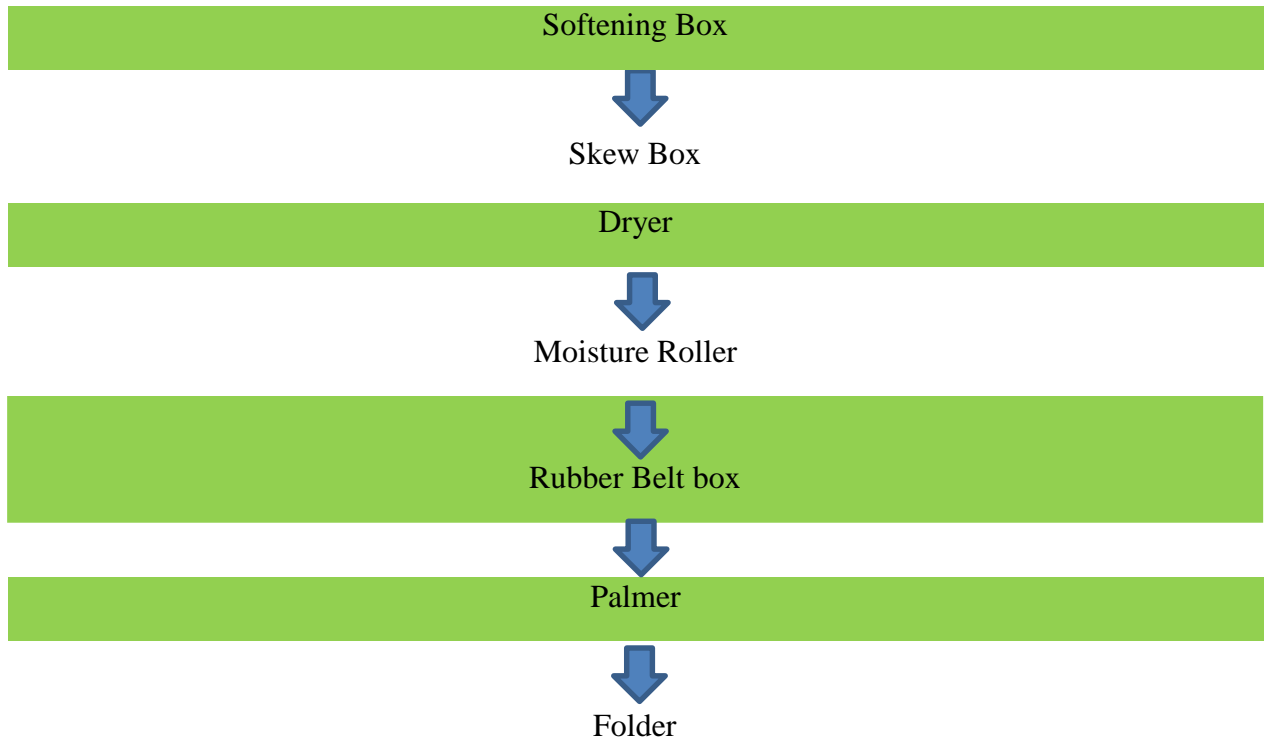 Softening Box
Skew Box
Dryer
Moisture Roller
Rubber Belt box
Palmer
Folder